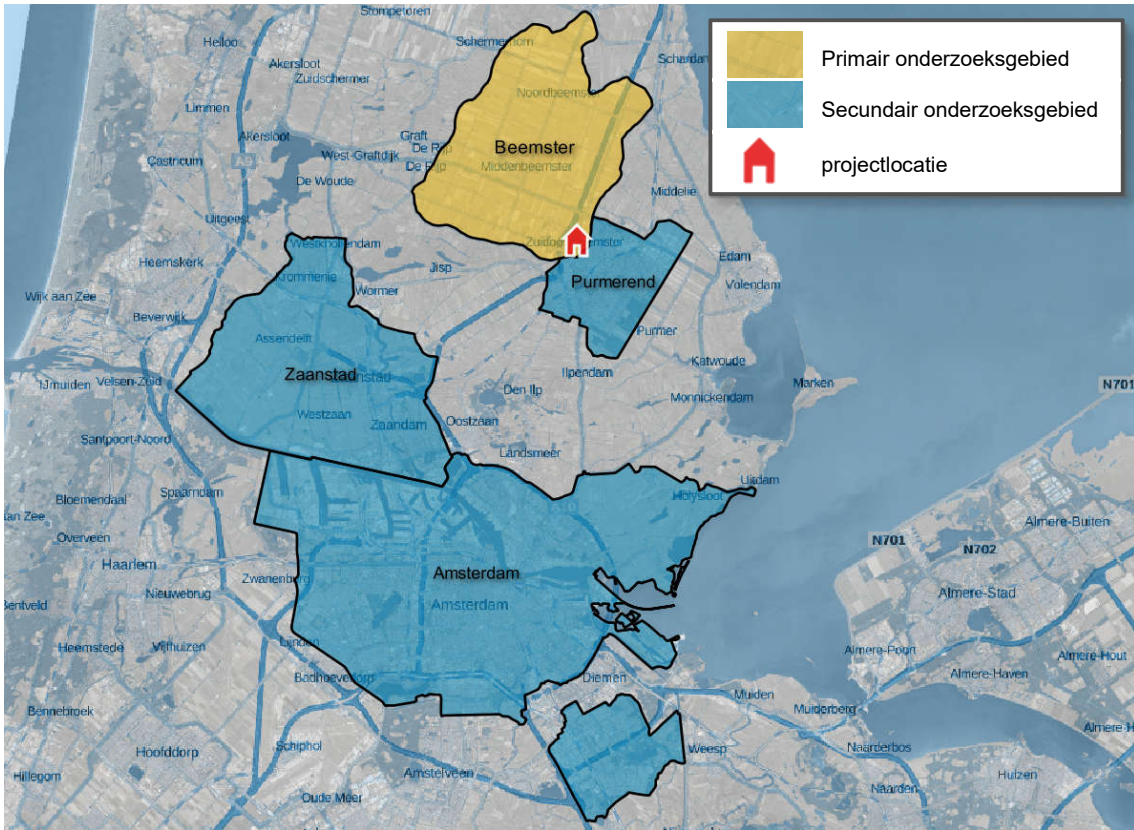 Primair onderzoeksgebied
Secundair onderzoeksgebied
projectlocatie
Stompetoren
Heiloo
Schermerhorn
Akersloot
Zuidschermer
Schardam
Limmen
Noordbeemster
Akersloot
Graft
De Rijp
Beemster
Castricum
A9
West-Graftdijk
De Rijp
Middenbeemster
De Woude
Middelie
Uitgeest
Westknollendam
Heemskerk
Jisp
Edam
Krommenie
Wormer
Purmerend
Volendam
Wijk aan Zee
Beverwijk
Assendelft
Purmer
Katwoude
Zaanstad
Ilpendam
IJmuiden
Velsen-Zuid
Den Ilp
Marken
N701
Monnickendam
Westzaan
Zaandam
Oostzaan
Santpoort-Noord
Landsmeer
Uitdam
Bloemendaal
Spaarndam
Holysloot
Almere-Buiten
Overveen
N701
N702
Haarlem
Zwanenburg
Amsterdam
Nieuwebrug
Almere-Stad
Bentveld
Amsterdam
Heemstede
Vijfhuizen
Lijnden
Almere-Poort
Almere-Hout
Badhoevedorp
Diemen
Almere-Haven
Muiden
Bennebroek
Muiderberg
Hoofddorp
Schiphol
Weesp
Naarderbos
Hillegom
Amstelveen
Huizen
Oude Meer
Naarden